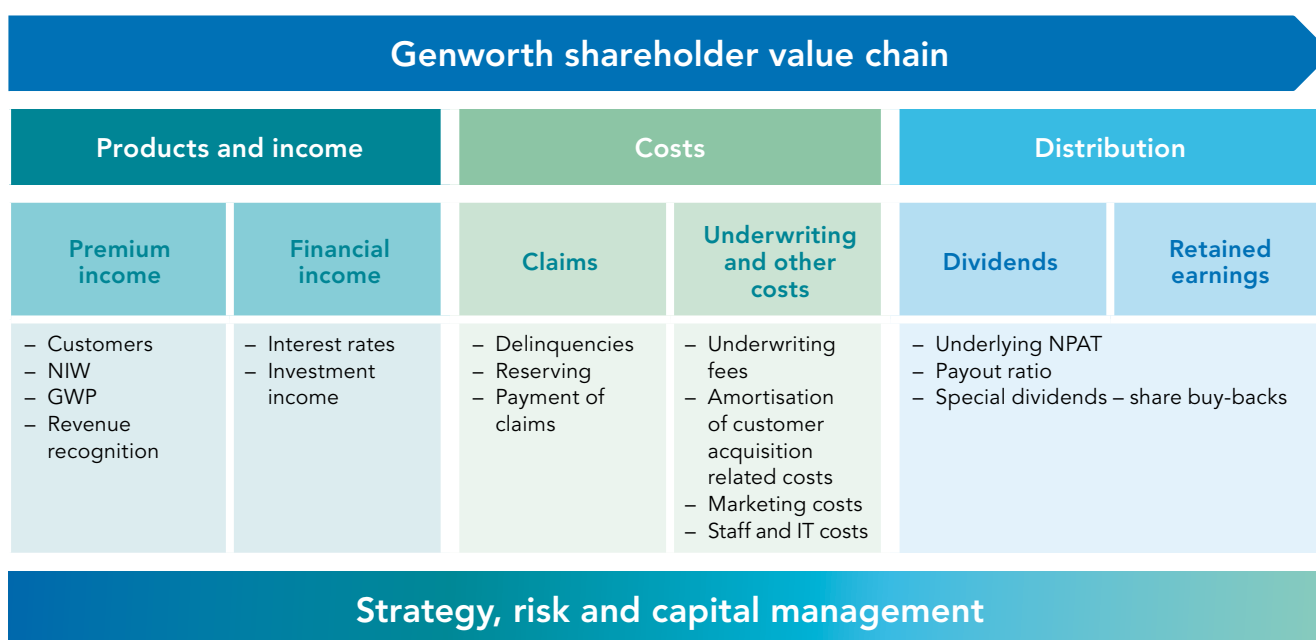 Genworth shareholder value chain
Products and income
Costs
Distribution
Premium
income
Financial
income
Claims
Underwriting
and other
costs
Dividends
Retained
earnings
– Customers
– NIW
– GWP
– Revenue
recognition
– Interest rates
– Investment
income
– Delinquencies
– Reserving
– Payment of
claims
– Underwriting
fees
– Amortisation
of customer
acquisition
related costs
– Marketing costs
– Staff and IT costs
– Underlying NPAT
– Payout ratio
– Special dividends – share buy-backs
Strategy, risk and capital management